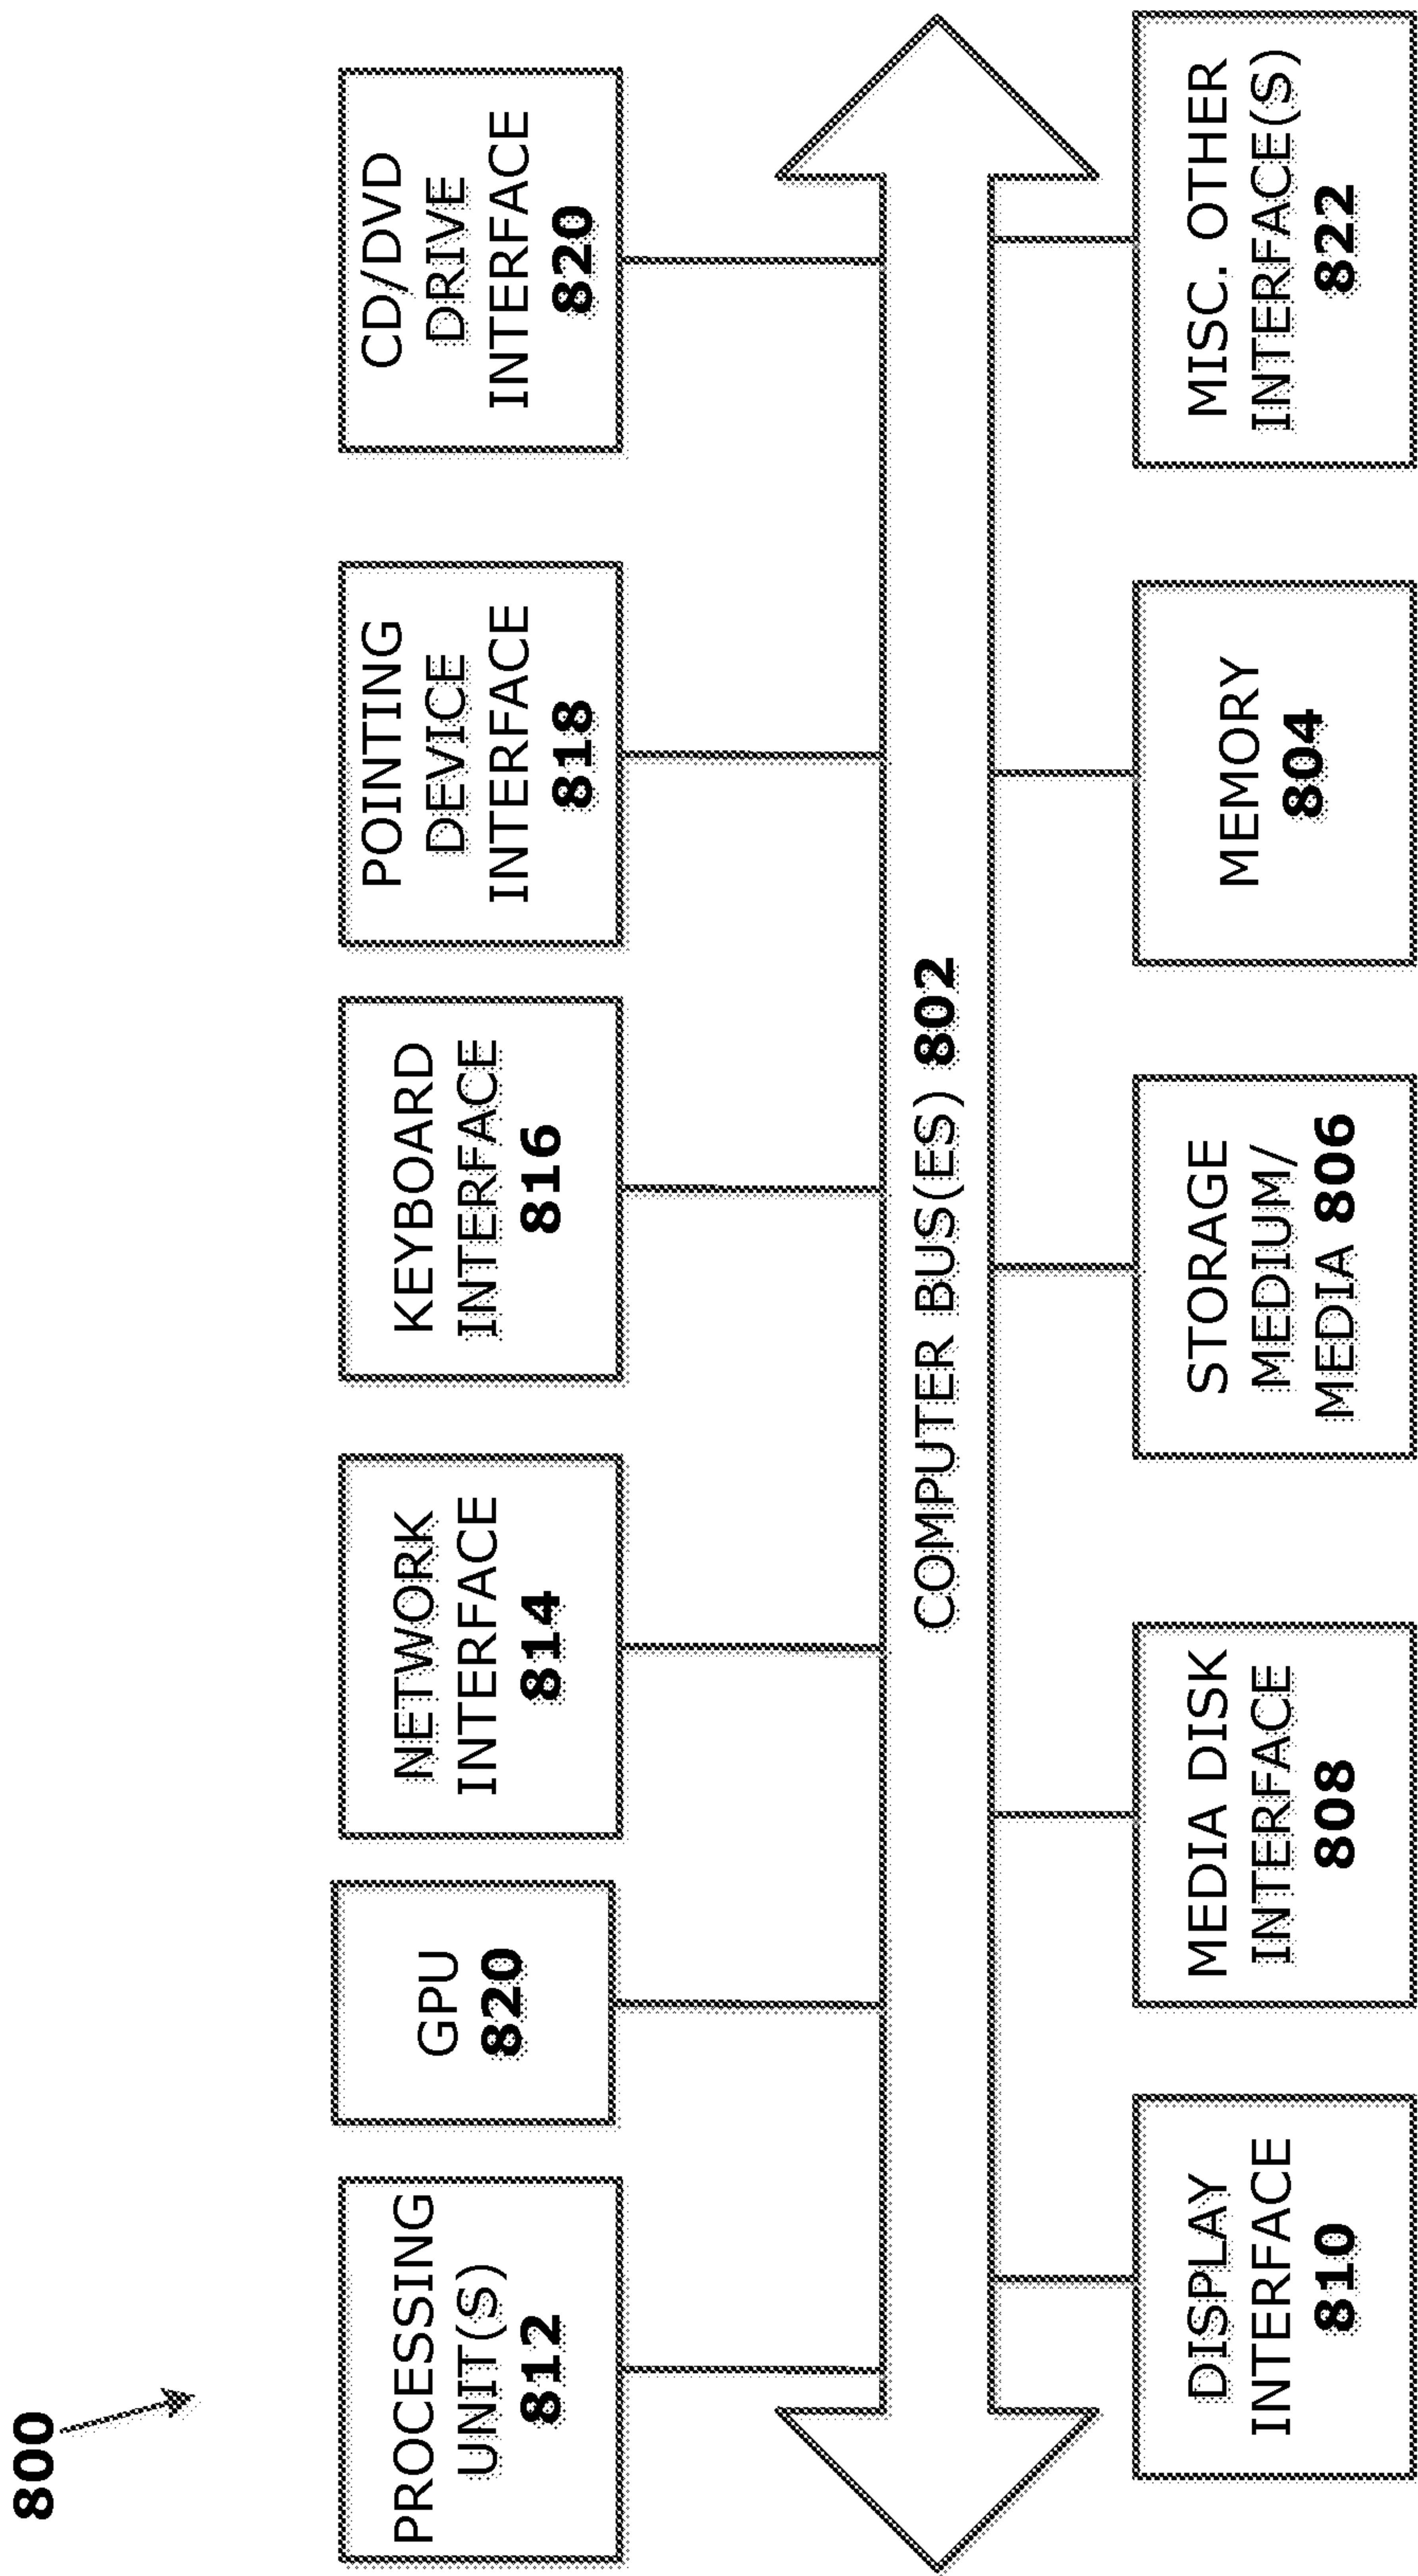 800
PROCESSING
UNIT(S)
812
GPU
820
NETWORK
INTERFACE
814
KEYBOARD
INTERFACE
816
POINTING
DEVICE
INTERFACE
818
CD/DVD
DRIVE
INTERFACE
820
COMPUTER BUS(ES) 802
DISPLAY
INTERFACE
810
MEDIA DISK
INTERFACE
808
STORAGE
MEDIUM/
MEDIA 806
MEMORY
804
MISC. OTHER
INTERFACE(S)
822